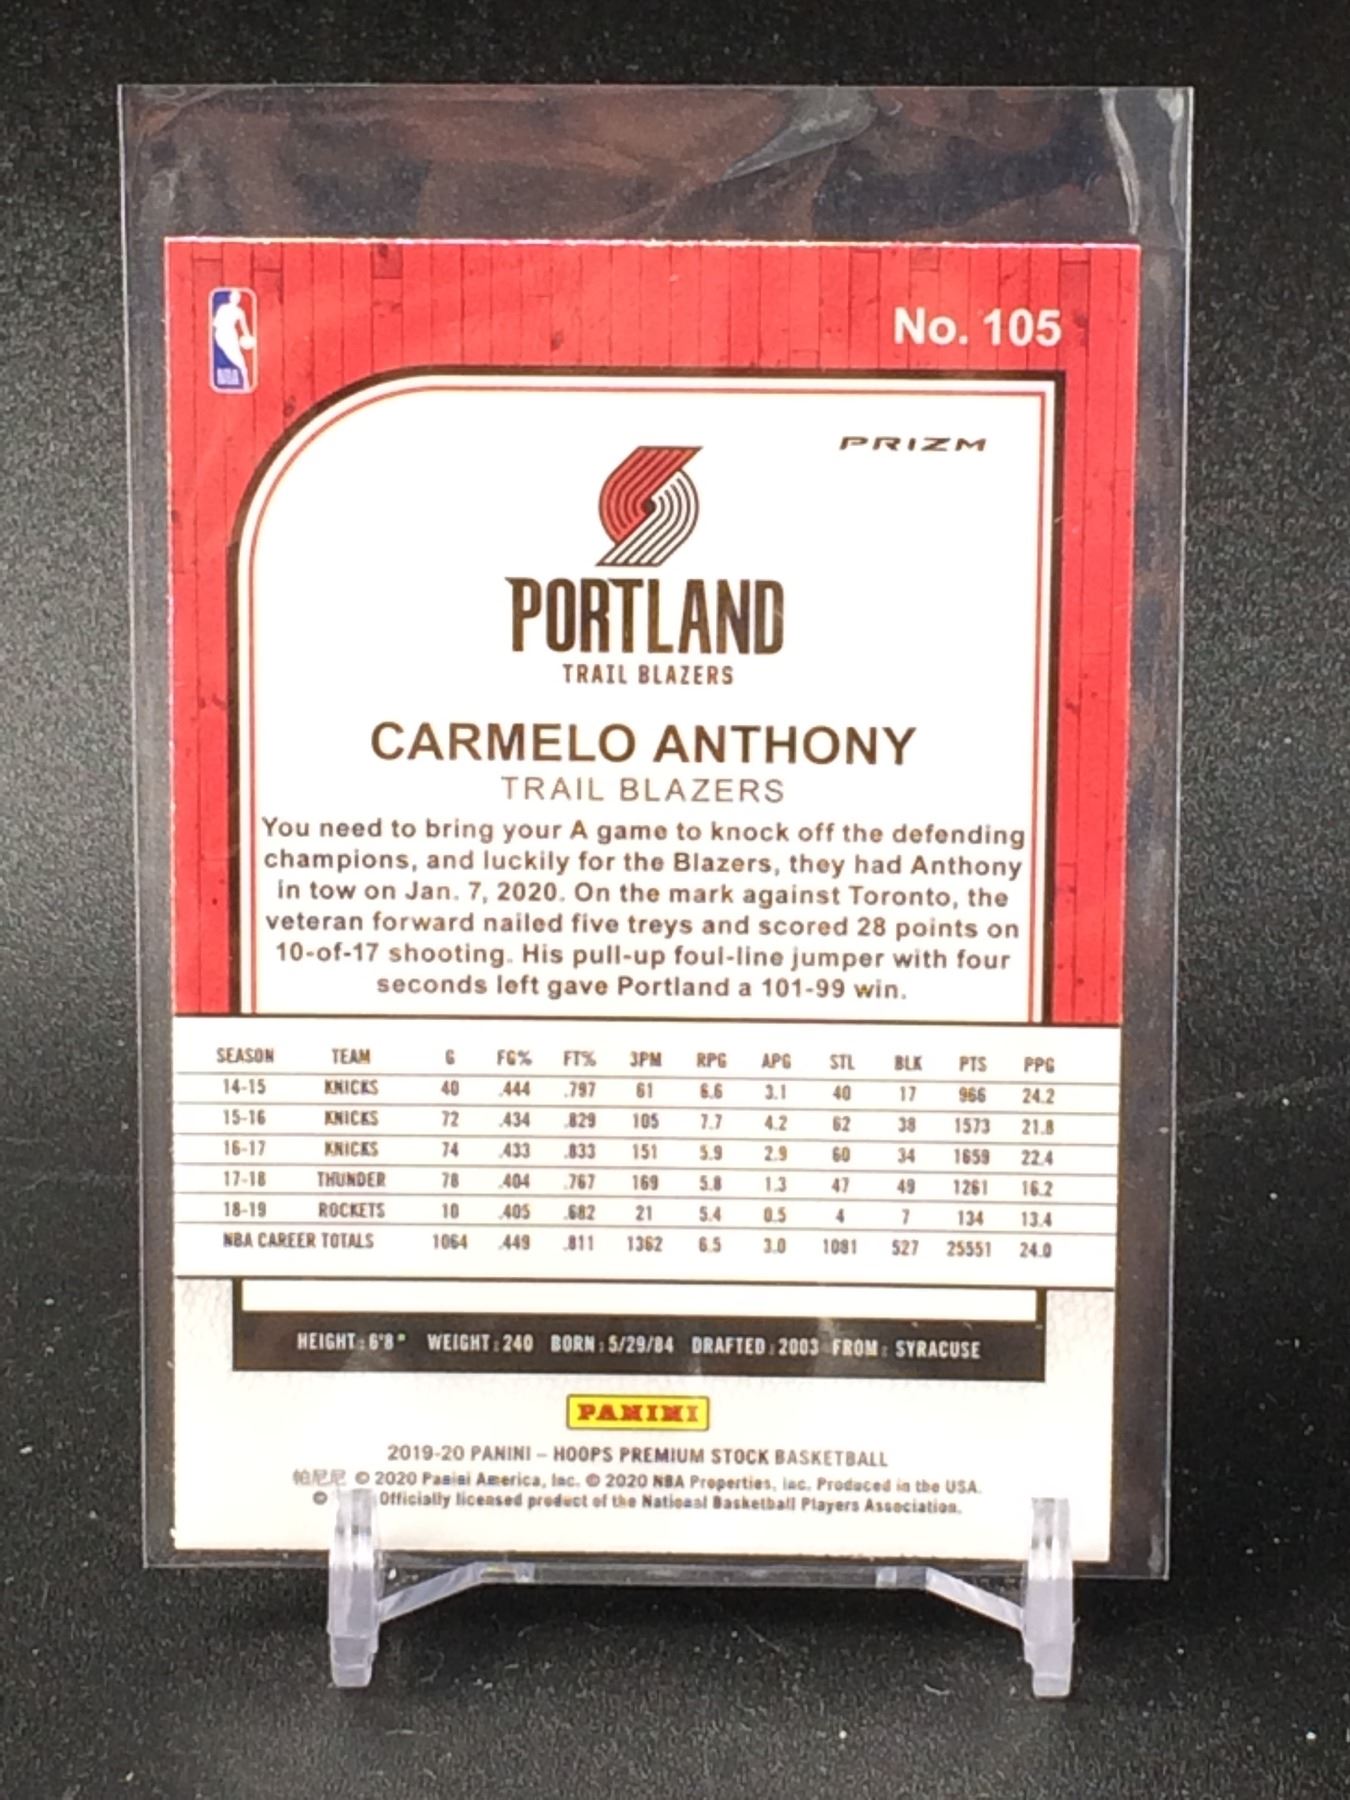 No. 105
NBA
PRIZM
PORTLAND
TRAIL BLAZERS
CARMELO ANTHONY
TRAIL BLAZERS
You need to bring your A game to knock off the defending
champions, and luckily for the Blazers, they had Anthony
in tow on Jan. 7, 2020. On the mark against Toronto, the
veteran forward nailed five treys and scored 28 points on
10-of-17 shooting. His pull-up foul-line jumper with four
seconds left gave Portland a 101-99 win.
SEASON TEAM G FG% FT% 3PM RPG APG STL BLK PTS PPG
14-15 KNICKS 40 .444 .797 61 6.6 3.1 40 17 966 24.2
15-16 KNICKS 72 .434 .829 105 7.7 4.2 62 38 1573 21.8
16-17 KNICKS 74 .433 .833 151 5.9 2.9 60 34 1659 22.4
17-18 THUNDER 78 .404 .767 169 5.8 1.3 47 49 1261 16.2
18-19 ROCKETS 10 .405 .682 21 5.4 0.5 4 7 134 13.4
NBA CAREER TOTALS 1064 .449 .811 1362 6.5 3.0 1081 527 25551 24.0
HEIGHT: 6'8" WEIGHT: 240 BORN: 5/29/84 DRAFTED: 2003 FROM: SYRACUSE
PANINI
2019-20 PANINI – HOOPS PREMIUM STOCK BASKETBALL
帕尼尼 © 2020 Panini America, Inc. © 2020 NBA Properties, Inc. Produced in the USA.
© Officially licensed product of the National Basketball Players Association.